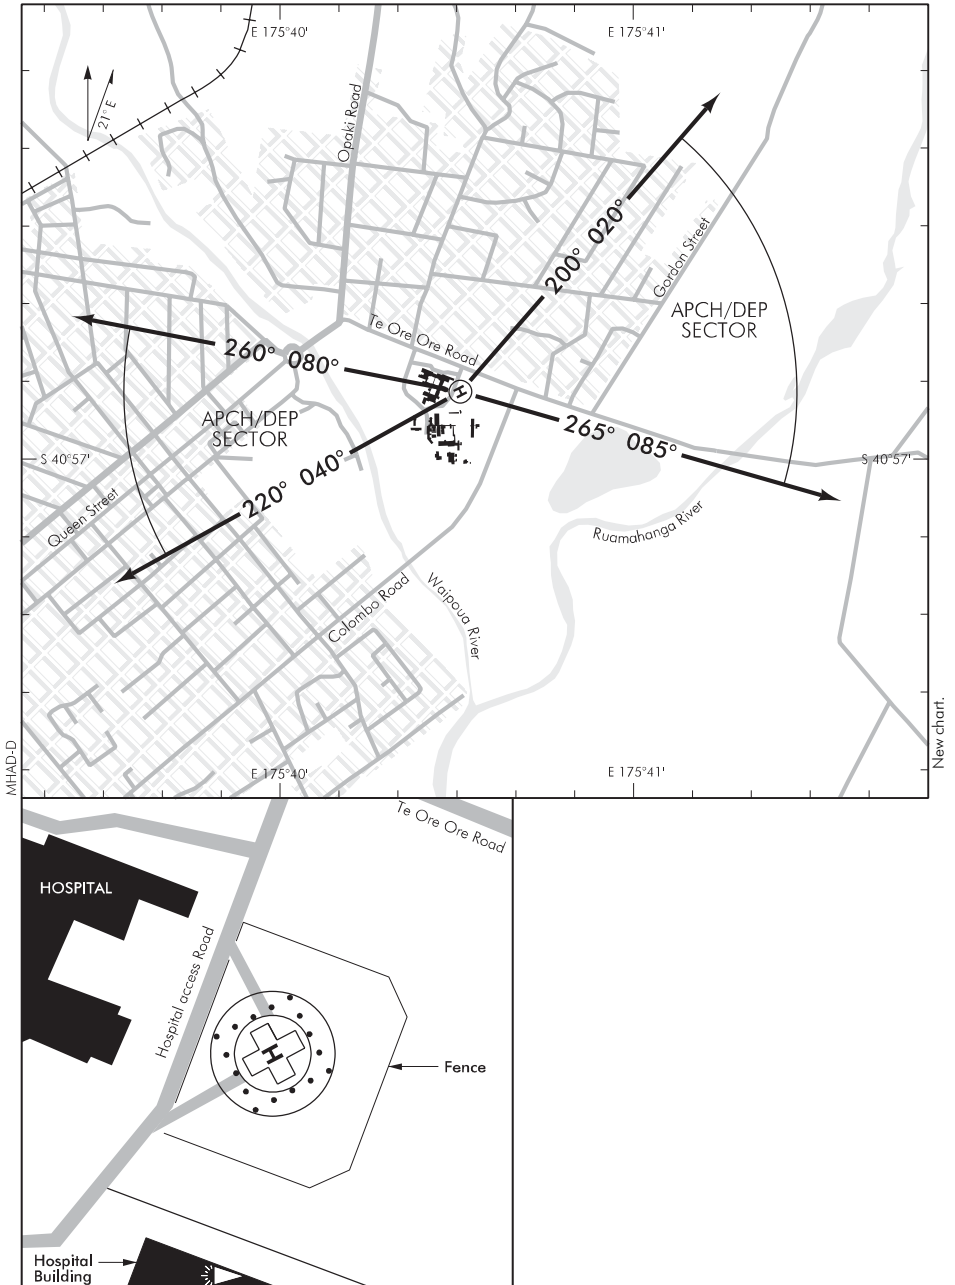 E 175°40'
E 175°41'
21° E
Opaki Road
200° 020°
Gordon Street
APCH/DEP
SECTOR
Te Ore Ore Road
260° 080°
H
APCH/DEP
SECTOR
265° 085°
S 40°57'
S 40°57'
220° 040°
Queen Street
Ruamahanga River
Colombo Road
Waipoua River
New chart.
MHAD-D
E 175°40'
E 175°41'
Te Ore Ore Road
HOSPITAL
Hospital access Road
H
Fence
Hospital
Building